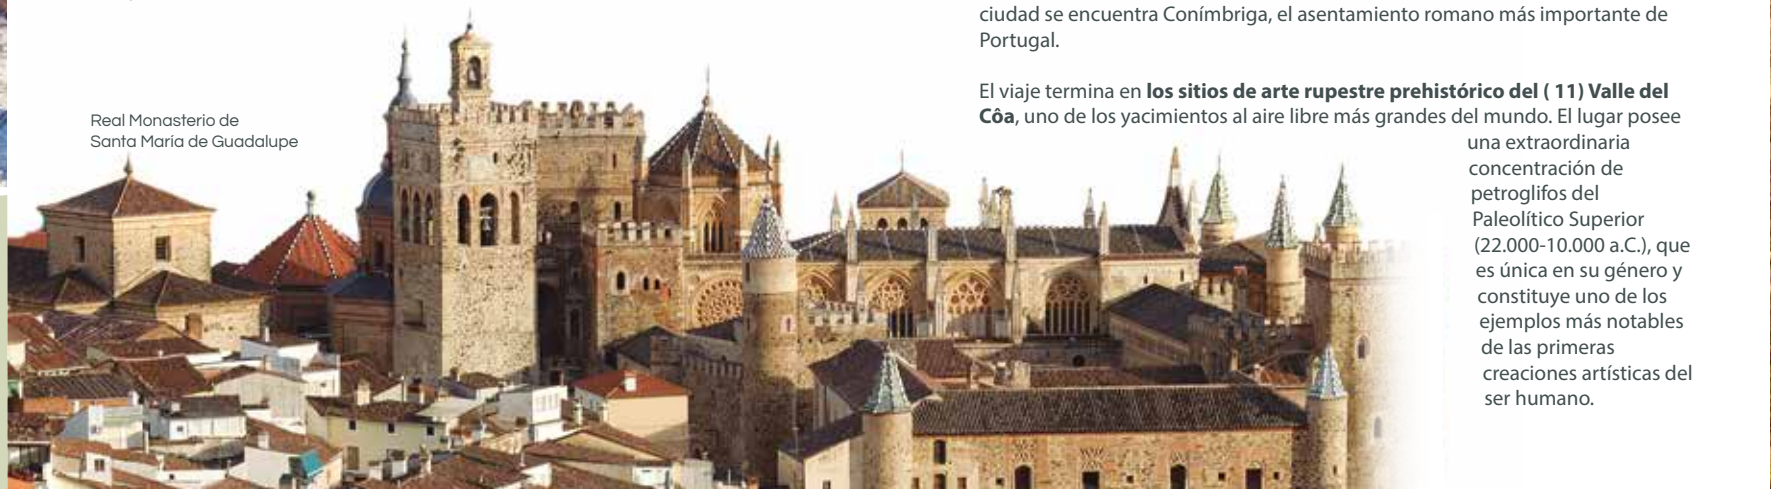 ciudad se encuentra Conímbriga, el asentamiento romano más importante de
Portugal.
El viaje termina en los sitios de arte rupestre prehistórico del ( 11) Valle del
Côa, uno de los yacimientos al aire libre más grandes del mundo. El lugar posee
una extraordinaria
concentración de
petroglifos del
Paleolítico Superior
(22.000-10.000 a.C.), que
es única en su género y
constituye uno de los
ejemplos más notables
de las primeras
creaciones artísticas del
ser humano.
Real Monasterio de
Santa María de Guadalupe